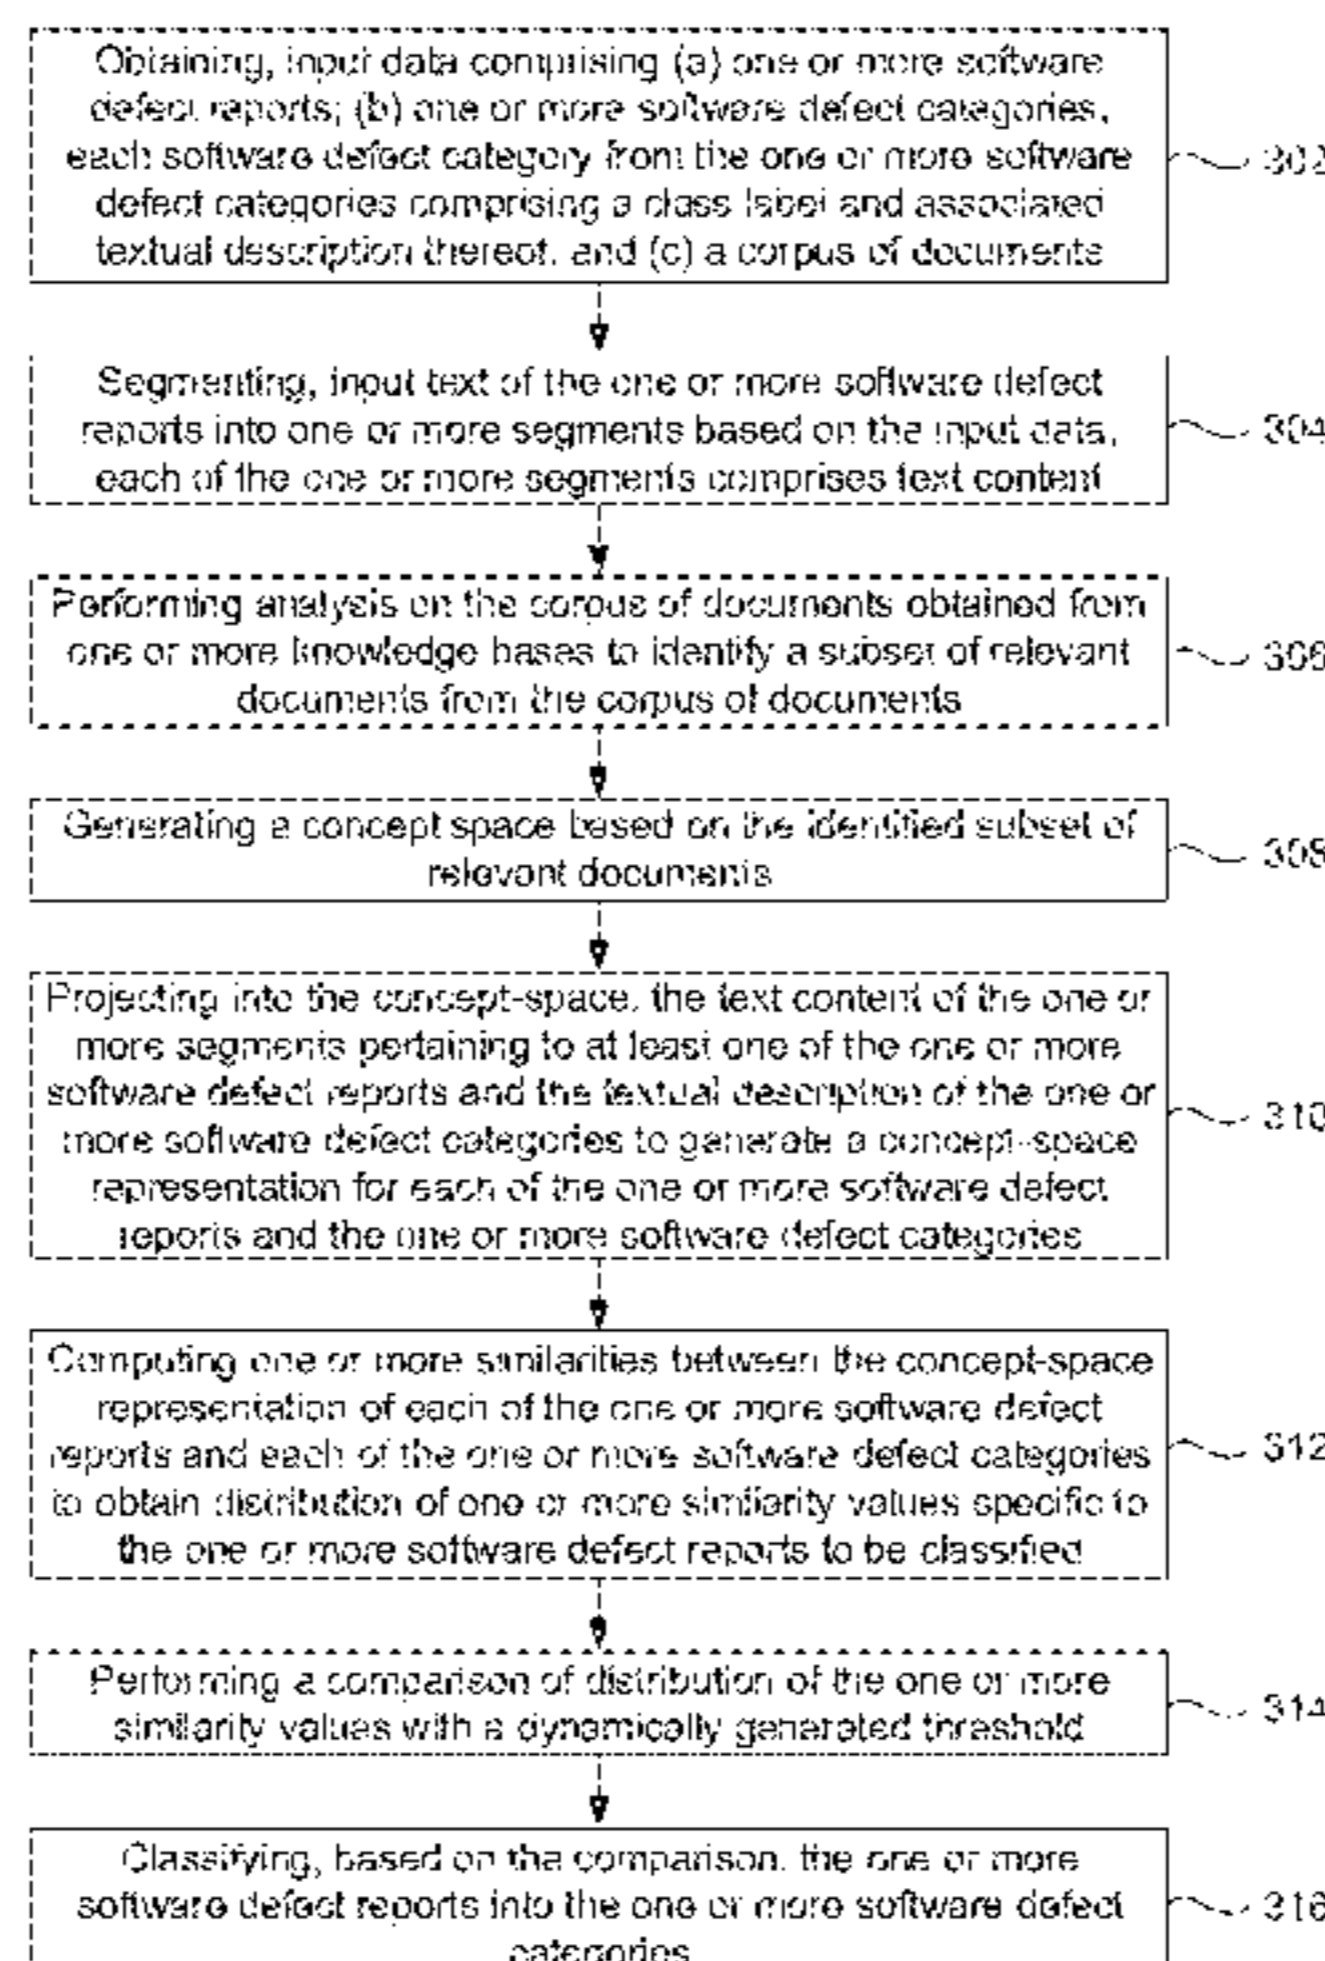 Obtaining, input data comprising (a) one or more software
defect reports; (b) one or more software defect categories,
each software defect category from the one or more software
defect categories comprising a class label and associated
textual description thereof, and (c) a corpus of documents
302
Segmenting, input text of the one or more software defect
reports into one or more segments based on the input data,
each of the one or more segments comprises text content
304
Performing analysis on the corpus of documents obtained from
one or more knowledge bases to identify a subset of relevant
documents from the corpus of documents
306
Generating a concept space based on the identified subset of
relevant documents
308
Projecting into the concept-space, the text content of the one or
more segments pertaining to at least one of the one or more
software defect reports and the textual description of the one or
more software defect categories to generate a concept-space
representation for each of the one or more software defect
reports and the one or more software defect categories
310
Computing one or more similarities between the concept-space
representation of each of the one or more software defect
reports and each of the one or more software defect categories
to obtain distribution of one or more similarity values specific to
the one or more software defect reports to be classified
312
Performing a comparison of distribution of the one or more
similarity values with a dynamically generated threshold
314
Classifying, based on the comparison, the one or more
software defect reports into the one or more software defect
categories
316